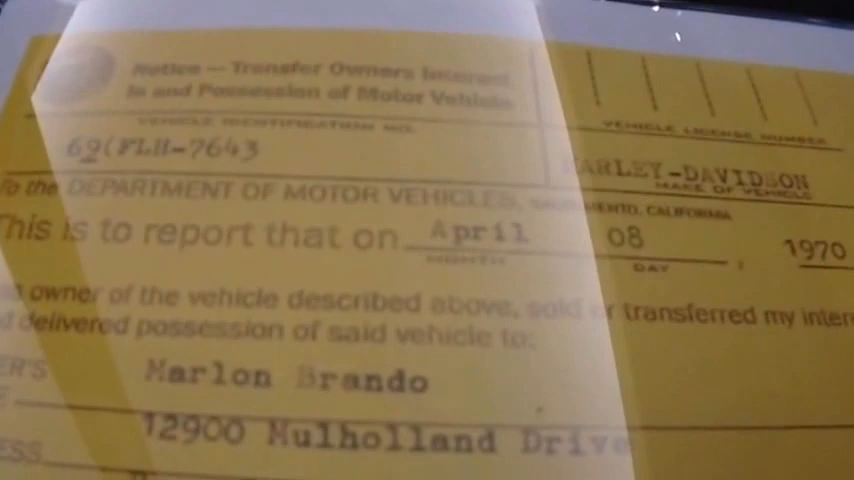 Notice — Transfer Owners Interest
In and Possession of Motor Vehicle
VEHICLE IDENTIFICATION NO.
VEHICLE LICENSE NUMBER
69(FLH-7643
HARLEY-DAVIDSON
MAKE OF VEHICLE
To the DEPARTMENT OF MOTOR VEHICLES, SACRAMENTO, CALIFORNIA
This is to report that on April 08, 1970
MONTH DAY
owner of the vehicle described above, sold or transferred my inter
d delivered possession of said vehicle to:
ER'S Marlon Brando
12900 Mulholland Drive
ESS